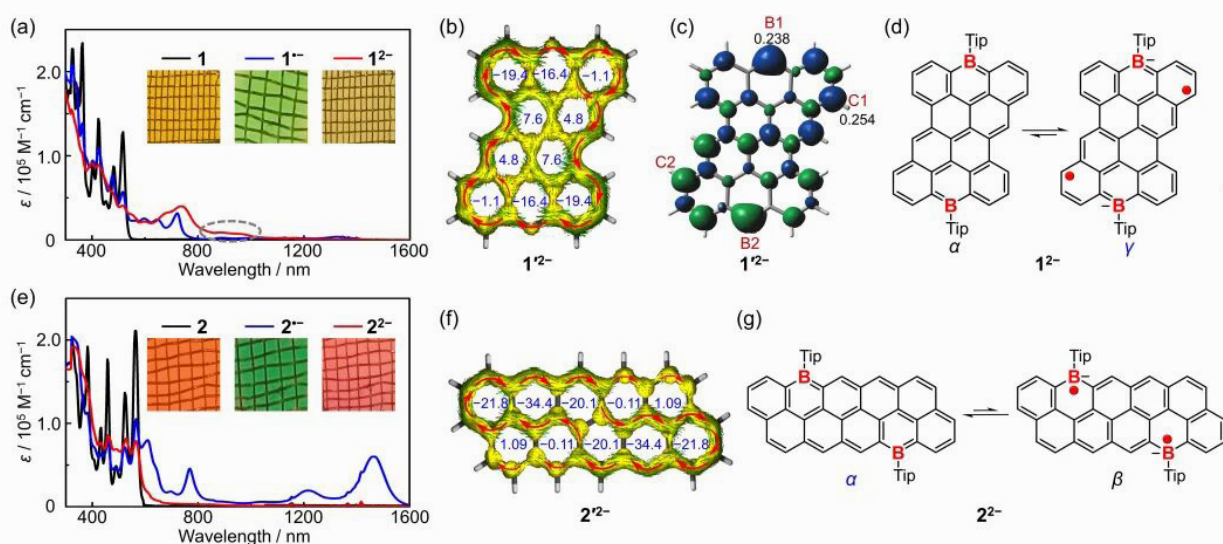 (a)
1 1•− 1²⁻
2.0
1.0
0
ε / 10⁵ M⁻¹ cm⁻¹
400 800 1200 1600
Wavelength / nm
(b)
−19.4 −16.4 −1.1
7.6 4.8
4.8 7.6
−1.1 −16.4 −19.4
1'²⁻
(c)
B1
0.238
C1
0.254
C2
B2
1'²⁻
(d)
Tip Tip
B B−
B −B
Tip Tip
α γ
1²⁻
(e)
2 2•− 2²⁻
2.0
1.0
0
ε / 10⁵ M⁻¹ cm⁻¹
400 800 1200 1600
Wavelength / nm
(f)
−21.8 −34.4 −20.1 −0.11 1.09
1.09 −0.11 −20.1 −34.4 −21.8
2'²⁻
(g)
Tip Tip
B B−
B −B
Tip Tip
α β
2²⁻